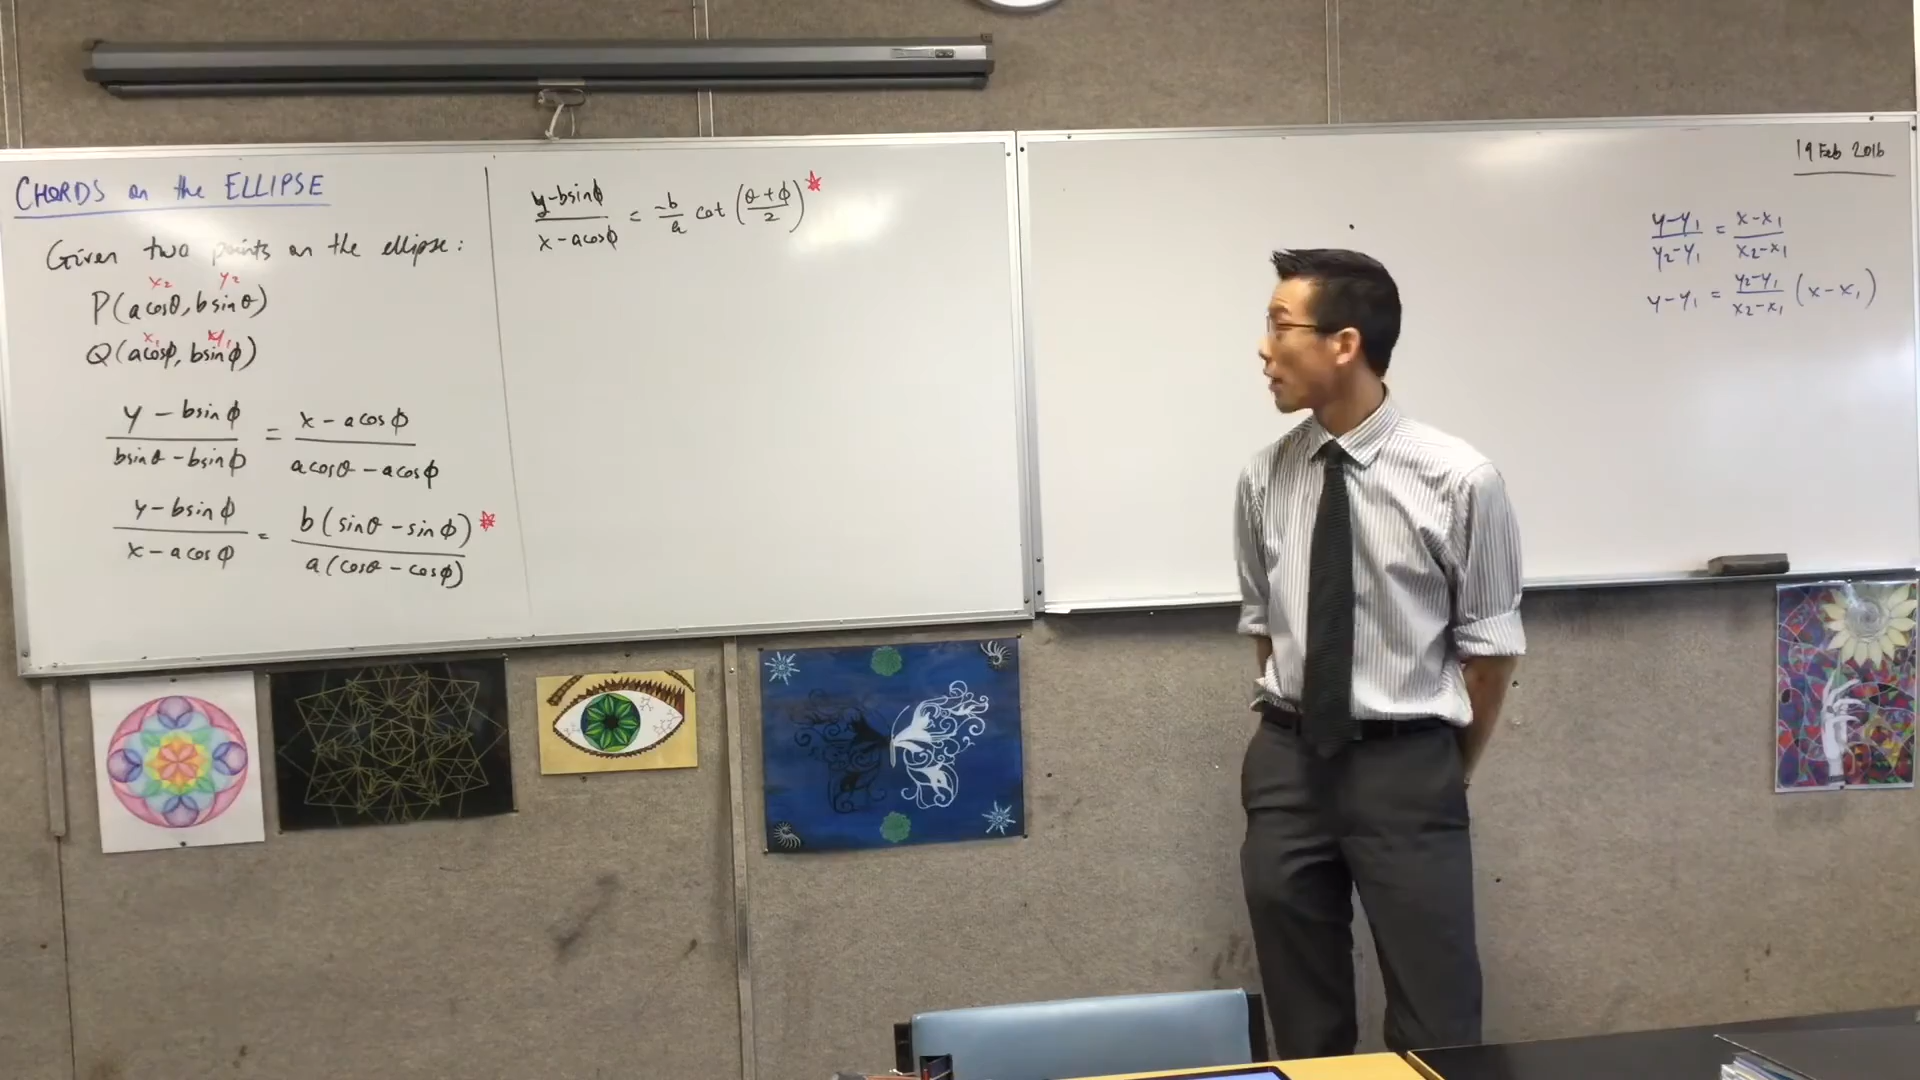 CHORDS on the ELLIPSE
Given two points on the ellipse:
x₂ y₂
P(a cosθ, b sinθ)
x₁ y₁
Q(a cosϕ, b sinϕ)
(y - b sinϕ)/(b sinθ - b sinϕ) = (x - a cosϕ)/(a cosθ - a cosϕ)
(y - b sinϕ)/(x - a cosϕ) = b(sinθ - sinϕ)/a(cosθ - cosϕ) *
(y - b sinϕ)/(x - a cosϕ) = -b/a cot((θ + ϕ)/2) *
19 Feb 2016
(y - y₁)/(y₂ - y₁) = (x - x₁)/(x₂ - x₁)
y - y₁ = (y₂ - y₁)/(x₂ - x₁) (x - x₁)